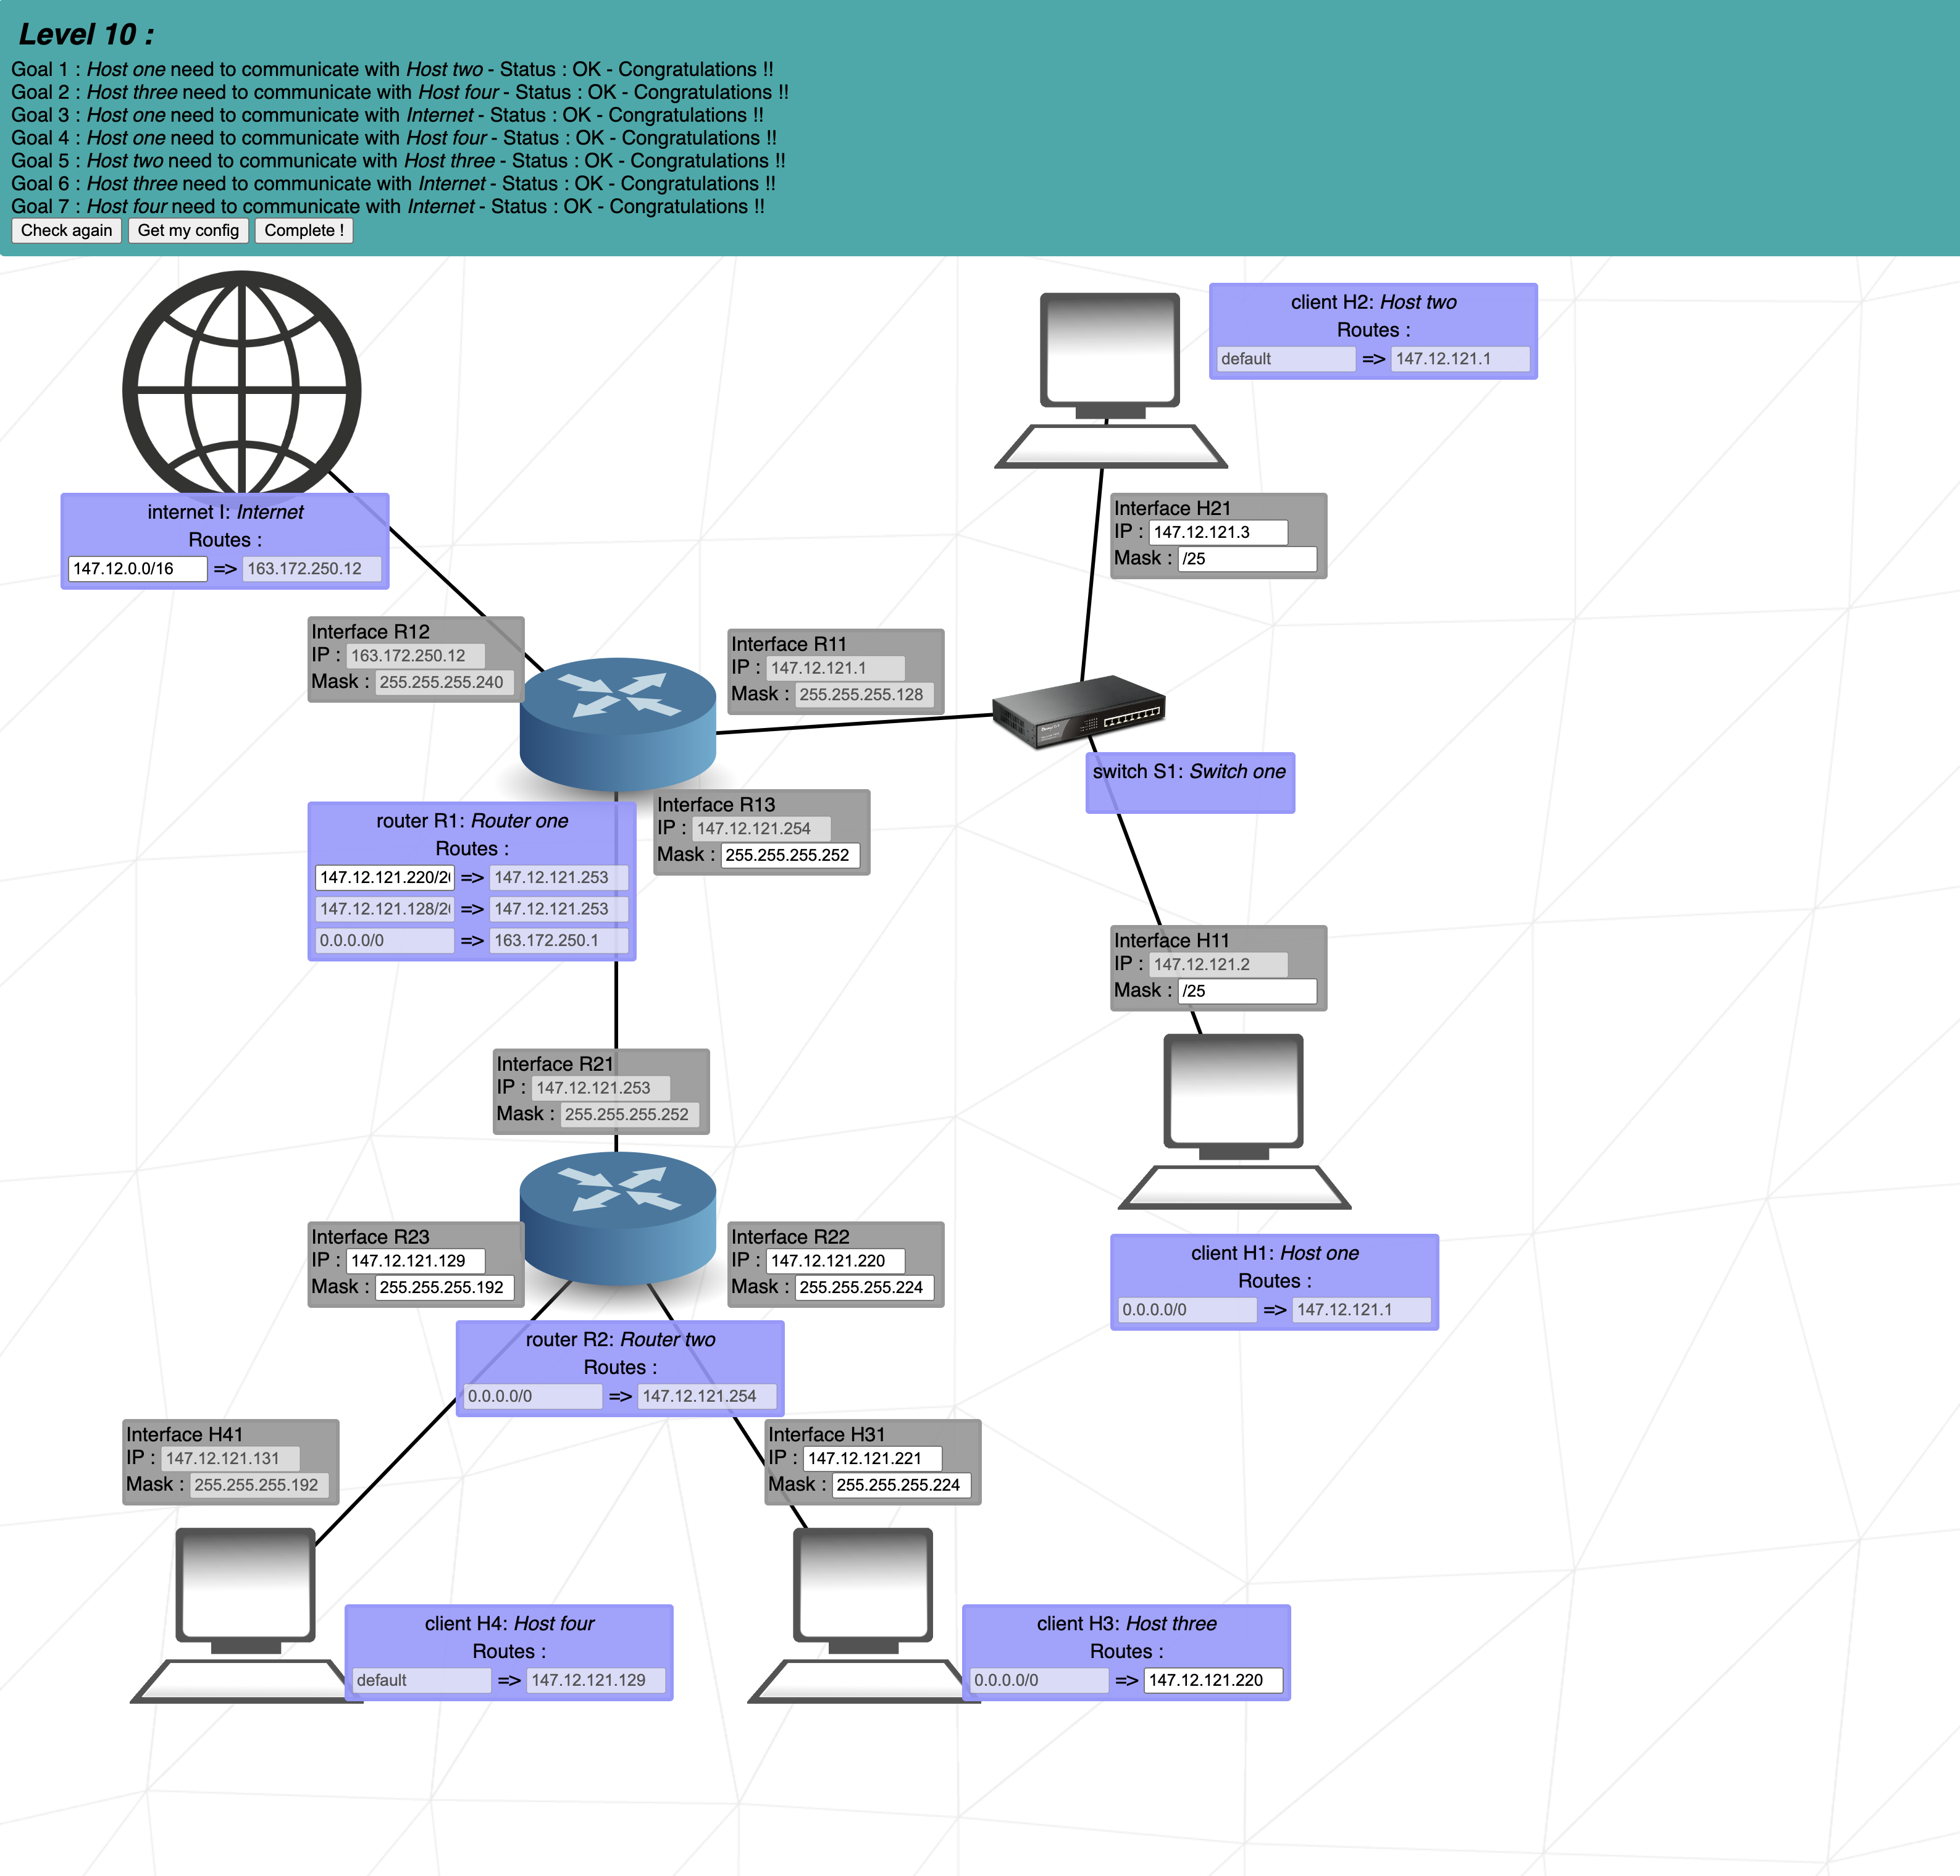 Level 10 :
Goal 1 : Host one need to communicate with Host two - Status : OK - Congratulations !!
Goal 2 : Host three need to communicate with Host four - Status : OK - Congratulations !!
Goal 3 : Host one need to communicate with Internet - Status : OK - Congratulations !!
Goal 4 : Host one need to communicate with Host four - Status : OK - Congratulations !!
Goal 5 : Host two need to communicate with Host three - Status : OK - Congratulations !!
Goal 6 : Host three need to communicate with Internet - Status : OK - Congratulations !!
Goal 7 : Host four need to communicate with Internet - Status : OK - Congratulations !!
Check again Get my config Complete !
client H2: Host two
Routes :
default => 147.12.121.1
internet I: Internet
Routes :
147.12.0.0/16 => 163.172.250.12
Interface H21
IP : 147.12.121.3
Mask : /25
Interface R12
IP : 163.172.250.12
Mask : 255.255.255.240
Interface R11
IP : 147.12.121.1
Mask : 255.255.255.128
switch S1: Switch one
Interface R13
IP : 147.12.121.254
Mask : 255.255.255.252
router R1: Router one
Routes :
147.12.121.220/2 => 147.12.121.253
147.12.121.128/2 => 147.12.121.253
0.0.0.0/0 => 163.172.250.1
Interface H11
IP : 147.12.121.2
Mask : /25
Interface R21
IP : 147.12.121.253
Mask : 255.255.255.252
Interface R23
IP : 147.12.121.129
Mask : 255.255.255.192
Interface R22
IP : 147.12.121.220
Mask : 255.255.255.224
client H1: Host one
Routes :
0.0.0.0/0 => 147.12.121.1
router R2: Router two
Routes :
0.0.0.0/0 => 147.12.121.254
Interface H41
IP : 147.12.121.131
Mask : 255.255.255.192
Interface H31
IP : 147.12.121.221
Mask : 255.255.255.224
client H4: Host four
Routes :
default => 147.12.121.129
client H3: Host three
Routes :
0.0.0.0/0 => 147.12.121.220